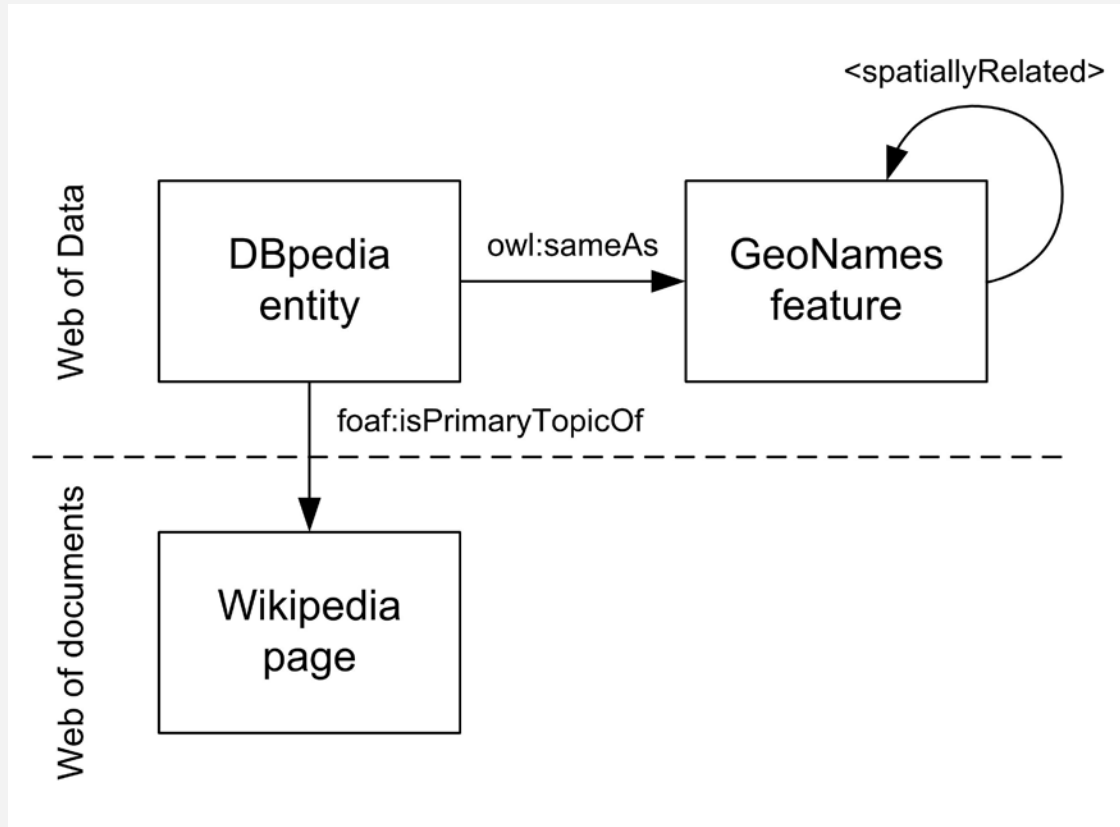 <spatiallyRelated>
Web of Data
DBpedia
entity
owl:sameAs
GeoNames
feature
foaf:isPrimaryTopicOf
Web of documents
Wikipedia
page